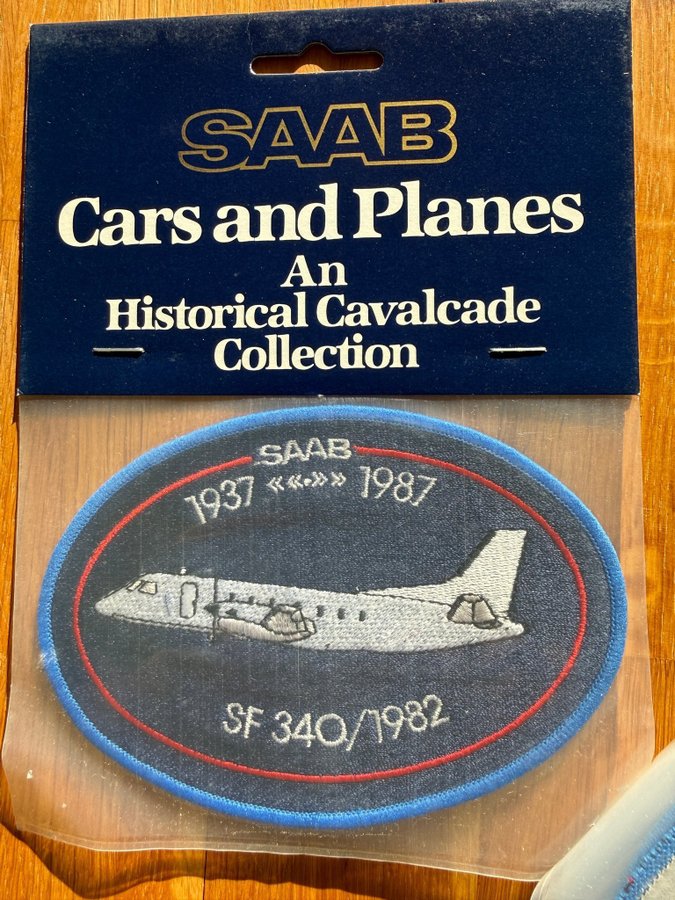 SAAB
Cars and Planes
An
Historical Cavalcade
Collection
SAAB
1937 ««·»» 1987
SF 340/1982